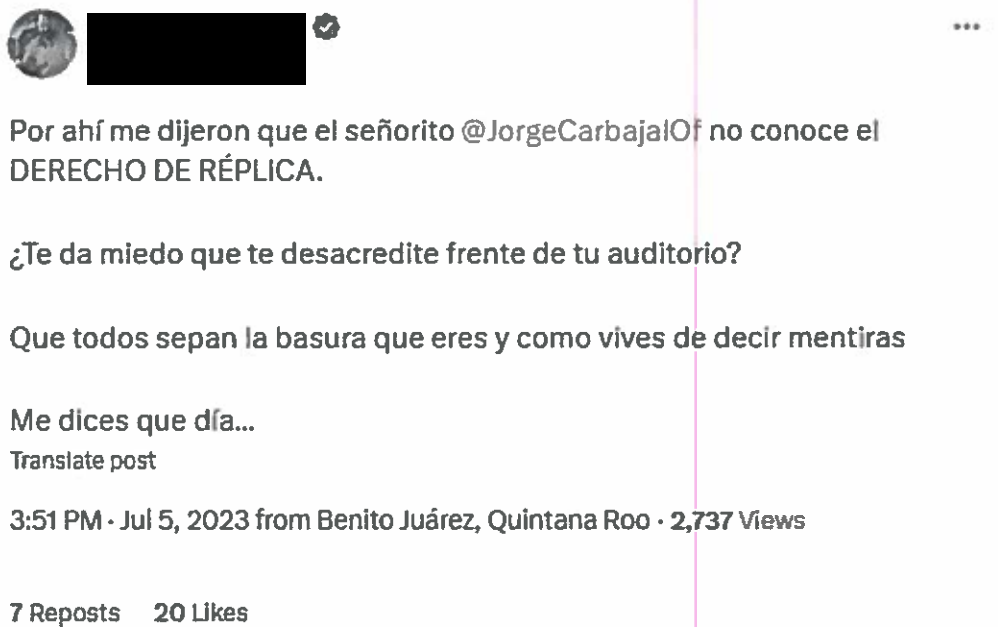 Por ahí me dijeron que el señorito @JorgeCarbajalOf no conoce el
DERECHO DE RÉPLICA.
¿Te da miedo que te desacredite frente de tu auditorio?
Que todos sepan la basura que eres y como vives de decir mentiras
Me dices que día...
Translate post
3:51 PM · Jul 5, 2023 from Benito Juárez, Quintana Roo · 2,737 Views
7 Reposts 20 Likes